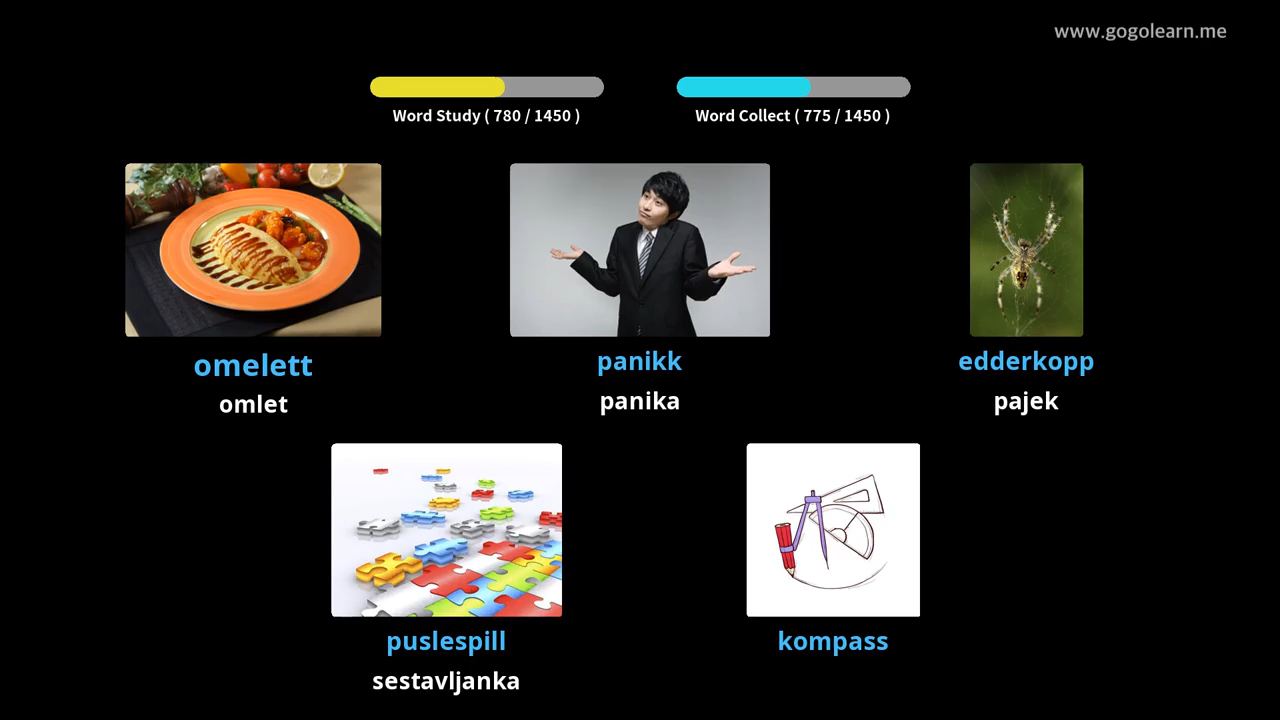 www.gogolearn.me
Word Study ( 780 / 1450 )
Word Collect ( 775 / 1450 )
omelett
omlet
panikk
panika
edderkopp
pajek
puslespill
sestavljanka
kompass